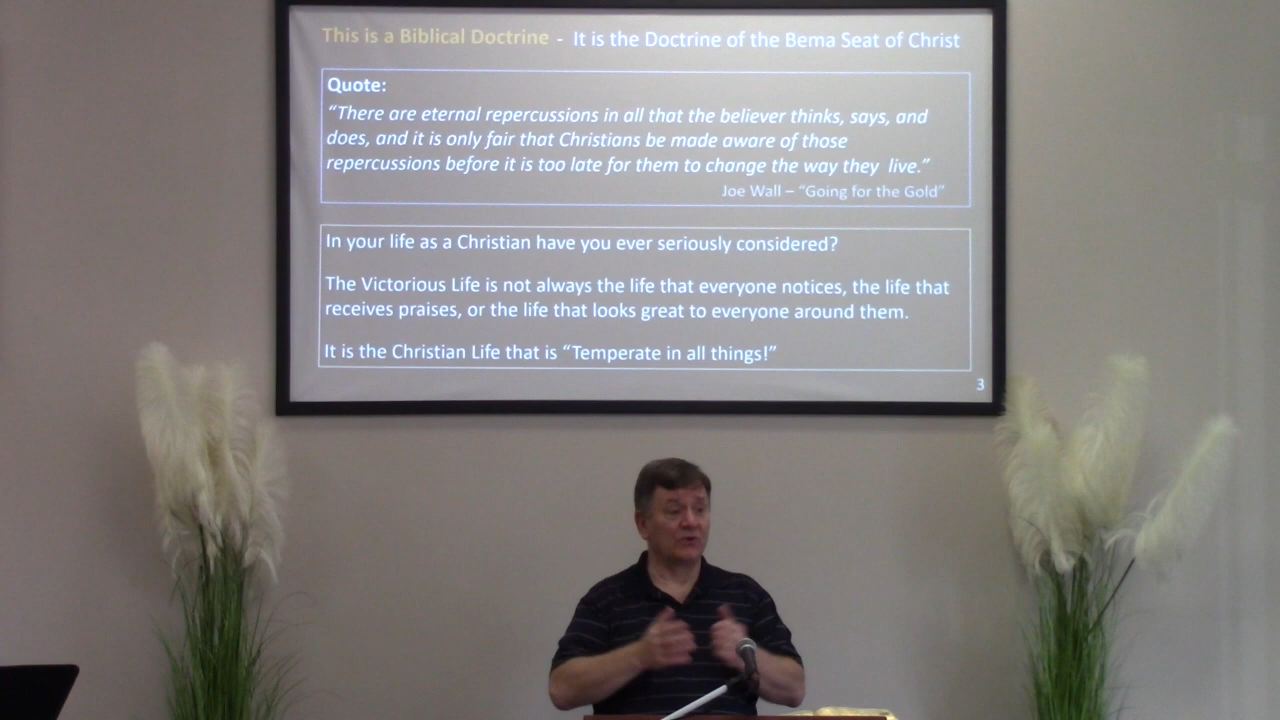 This is a Biblical Doctrine - It is the Doctrine of the Bema Seat of Christ
Quote:
“There are eternal repercussions in all that the believer thinks, says, and
does, and it is only fair that Christians be made aware of those
repercussions before it is too late for them to change the way they live.”
Joe Wall – “Going for the Gold”
In your life as a Christian have you ever seriously considered?
The Victorious Life is not always the life that everyone notices, the life that
receives praises, or the life that looks great to everyone around them.
It is the Christian Life that is “Temperate in all things!”
3